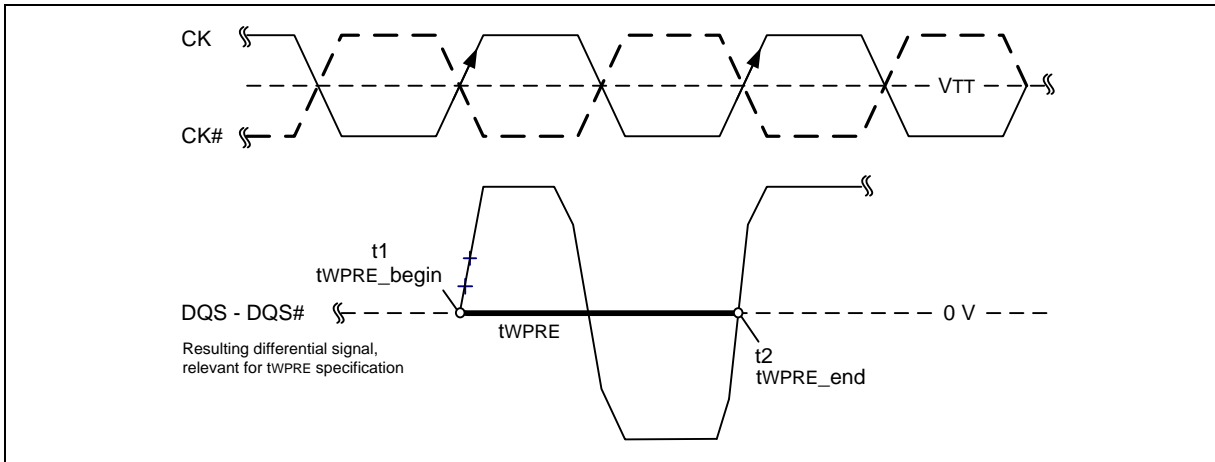 CK
VTT
CK#
t1
tWPRE_begin
DQS - DQS#
tWPRE
0 V
Resulting differential signal,
relevant for tWPRE specification
t2
tWPRE_end